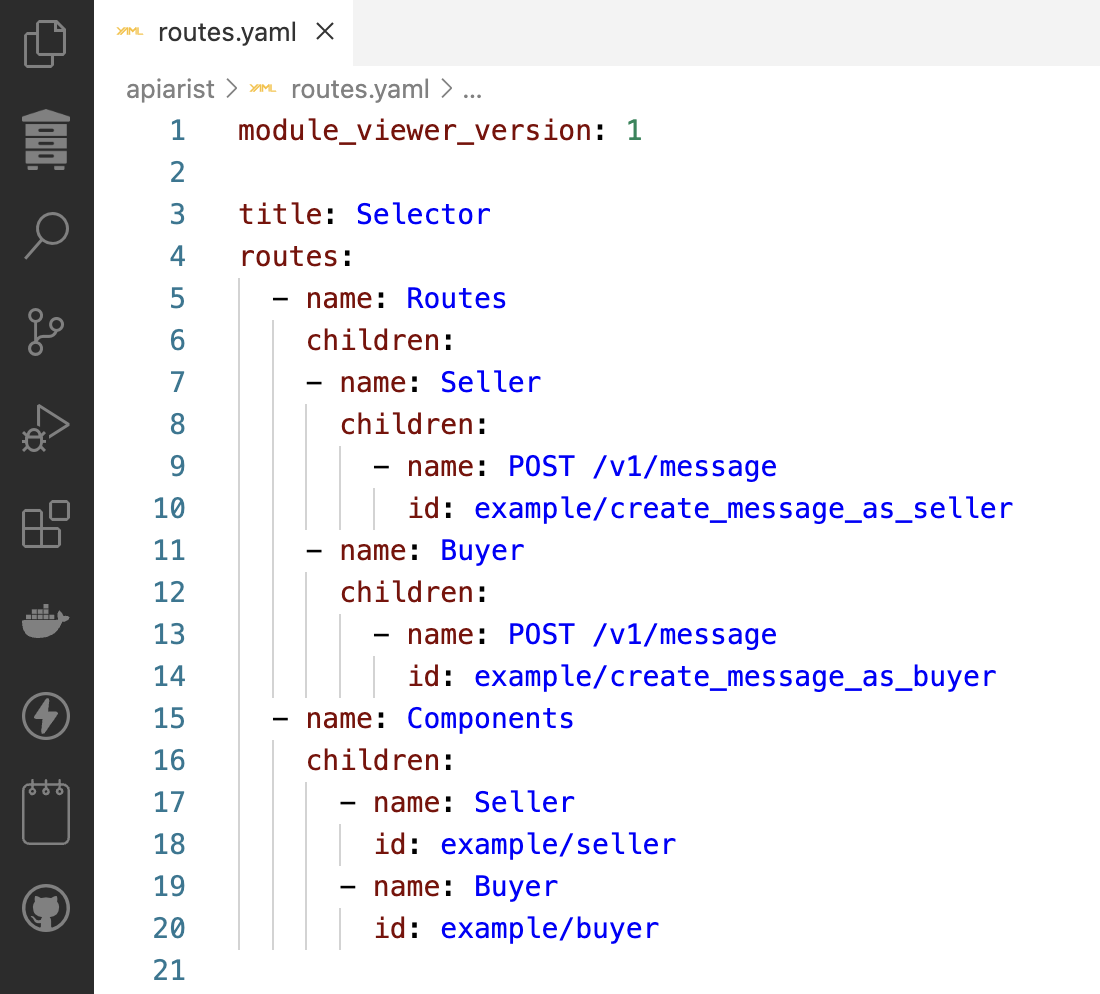 YAML routes.yaml
apiarist > YAML routes.yaml > ...
1 module_viewer_version: 1
2
3 title: Selector
4 routes:
5   - name: Routes
6     children:
7     - name: Seller
8       children:
9         - name: POST /v1/message
10           id: example/create_message_as_seller
11     - name: Buyer
12       children:
13         - name: POST /v1/message
14           id: example/create_message_as_buyer
15   - name: Components
16     children:
17       - name: Seller
18         id: example/seller
19       - name: Buyer
20         id: example/buyer
21